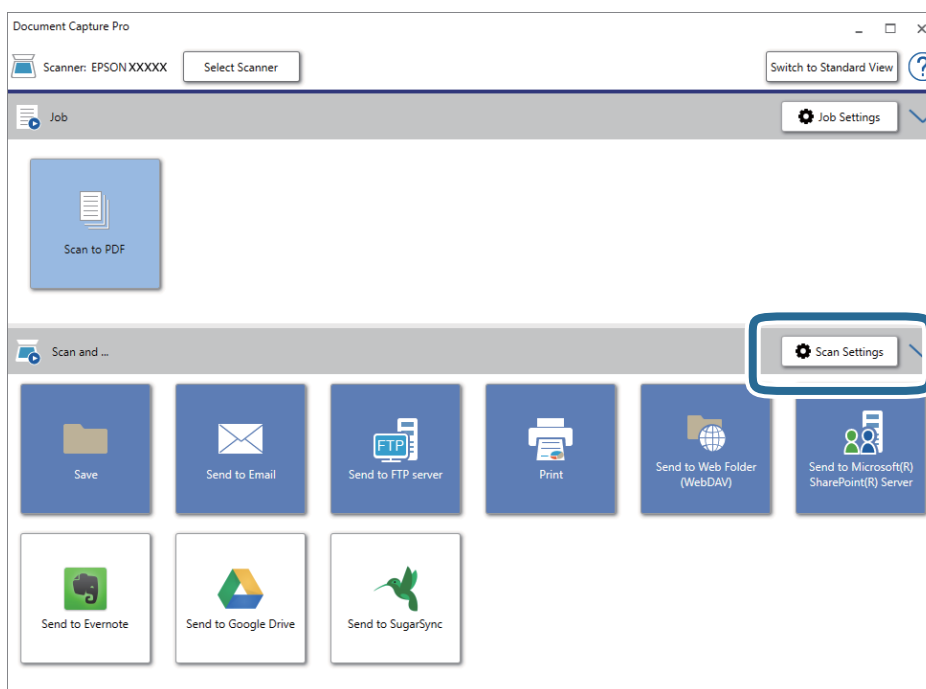 Document Capture Pro
Scanner: EPSON XXXXX
Select Scanner
Switch to Standard View
?
Job
Job Settings
Scan to PDF
Scan and ...
Scan Settings
Save
Send to Email
FTP
Send to FTP server
Print
Send to Web Folder
(WebDAV)
Send to Microsoft(R)
SharePoint(R) Server
Send to Evernote
Send to Google Drive
Send to SugarSync